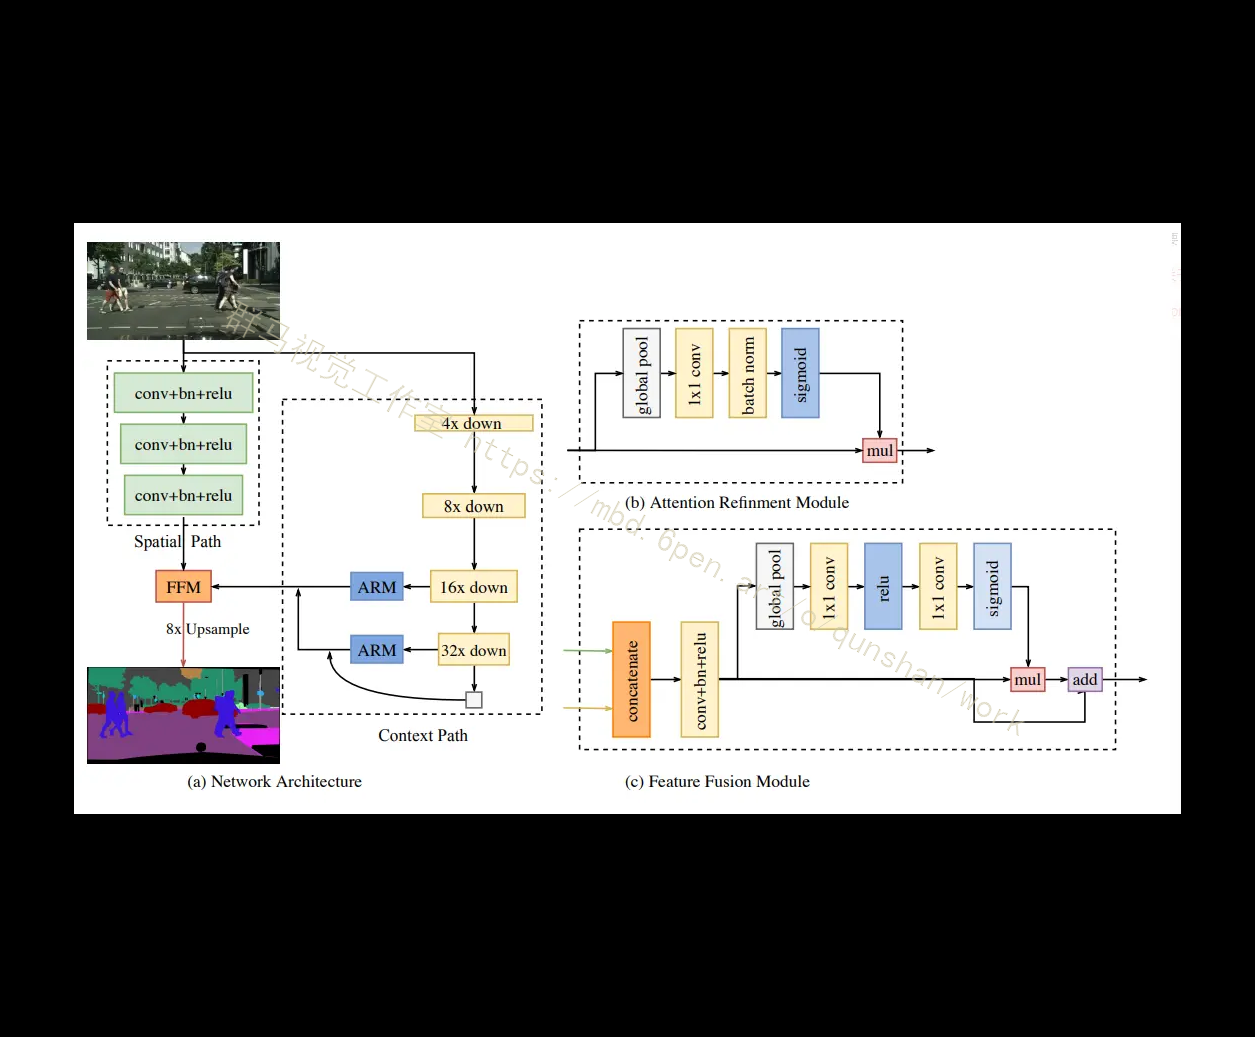 conv+bn+relu
conv+bn+relu
conv+bn+relu
Spatial Path
FFM
8x Upsample
4x down
8x down
16x down
ARM
32x down
ARM
Context Path
(a) Network Architecture
global pool
1x1 conv
batch norm
sigmoid
mul
(b) Attention Refinment Module
concatenate
conv+bn+relu
global pool
1x1 conv
relu
1x1 conv
sigmoid
mul
add
(c) Feature Fusion Module
群马视觉工作室 https://mbd.6pen.art/o/qunshan/work